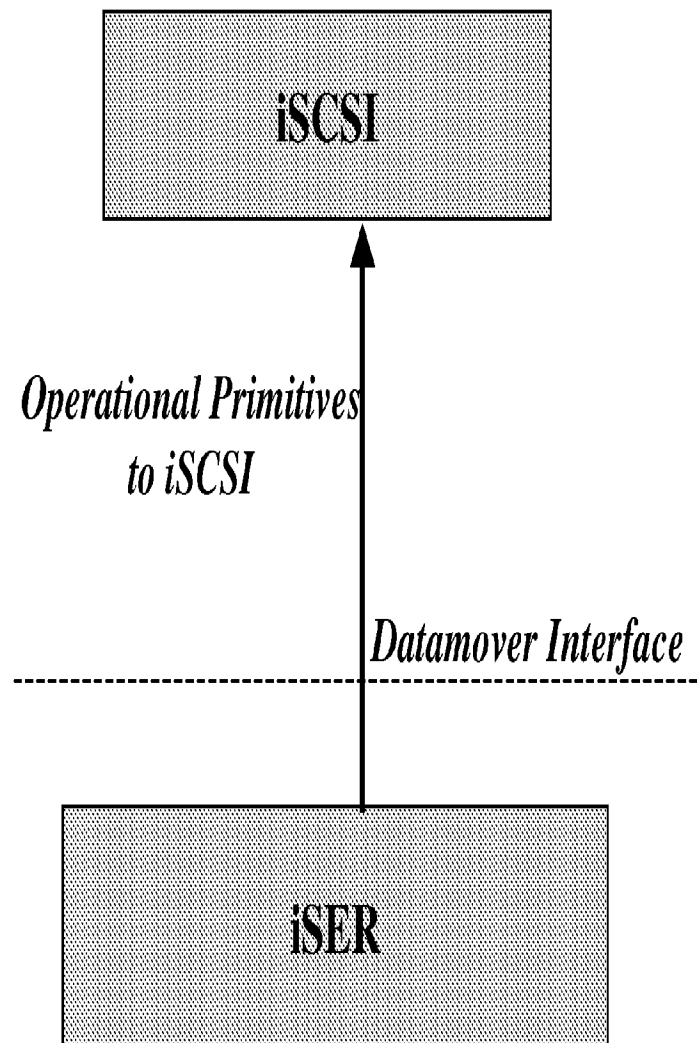 iSCSI
Operational Primitives
to iSCSI
Datamover Interface
iSER